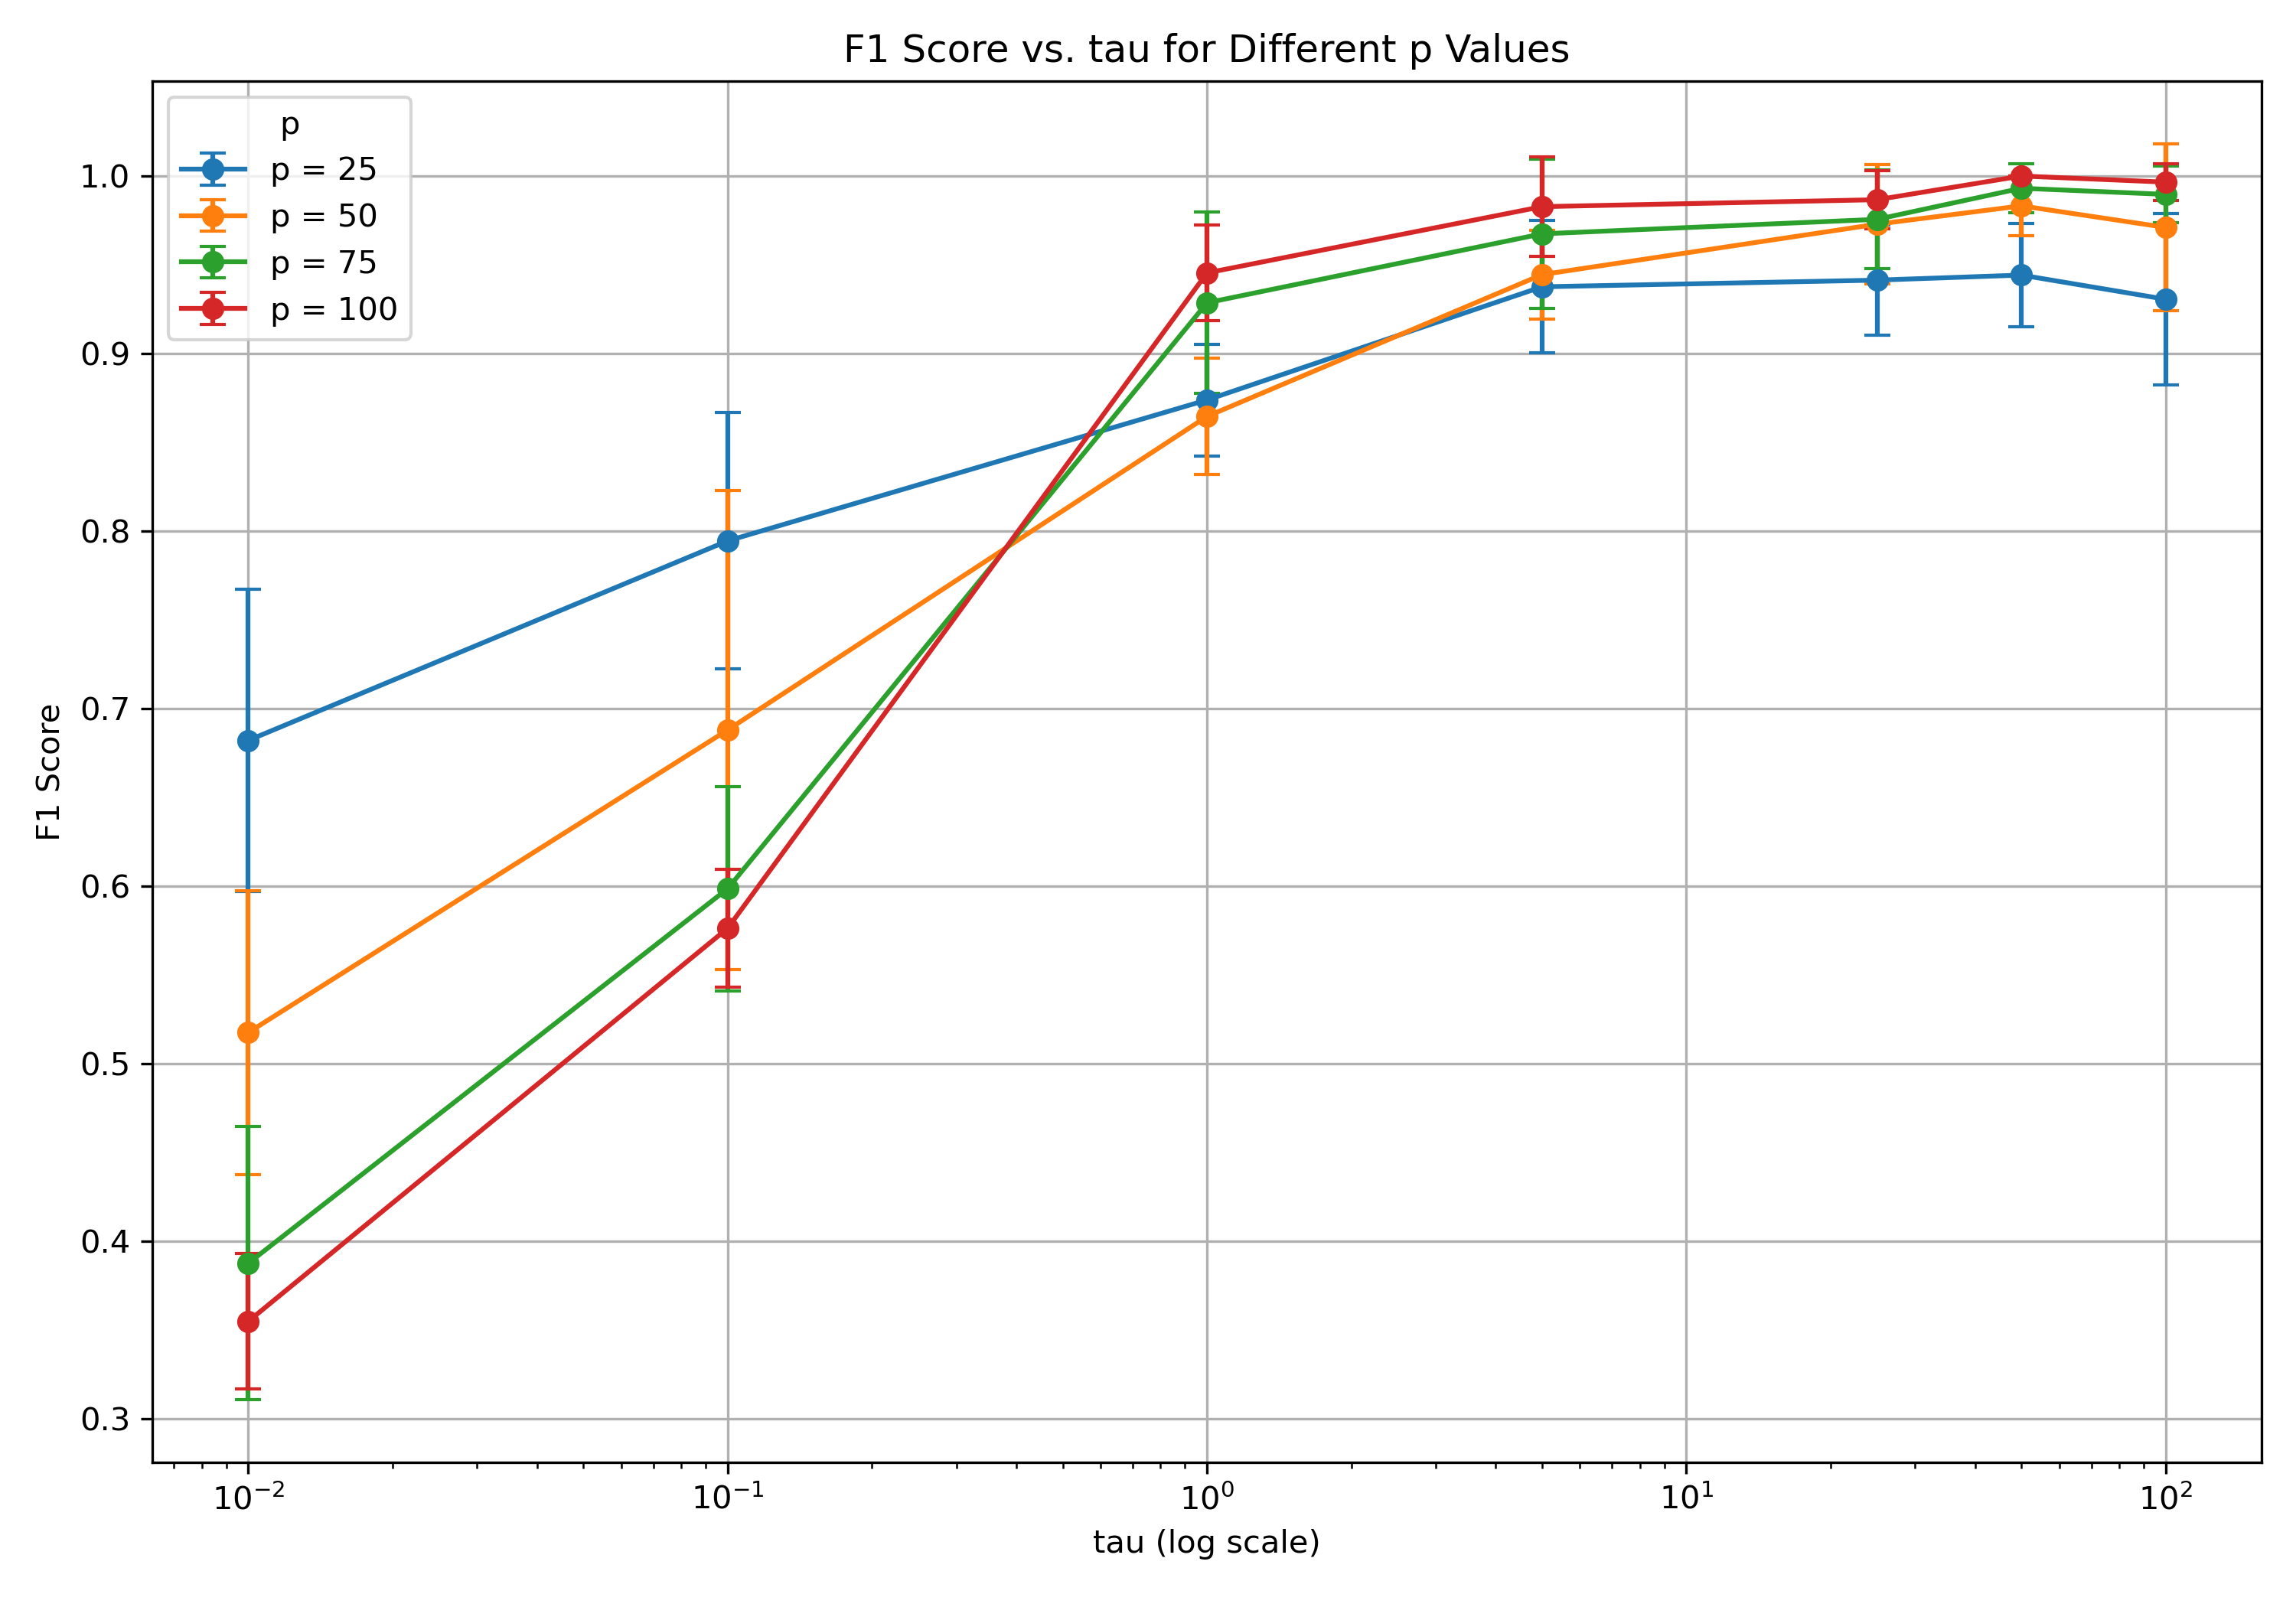 F1 Score vs. tau for Different p Values
p
p = 25
p = 50
p = 75
p = 100
F1 Score
1.0
0.9
0.8
0.7
0.6
0.5
0.4
0.3
10⁻²
10⁻¹
10⁰
10¹
10²
tau (log scale)